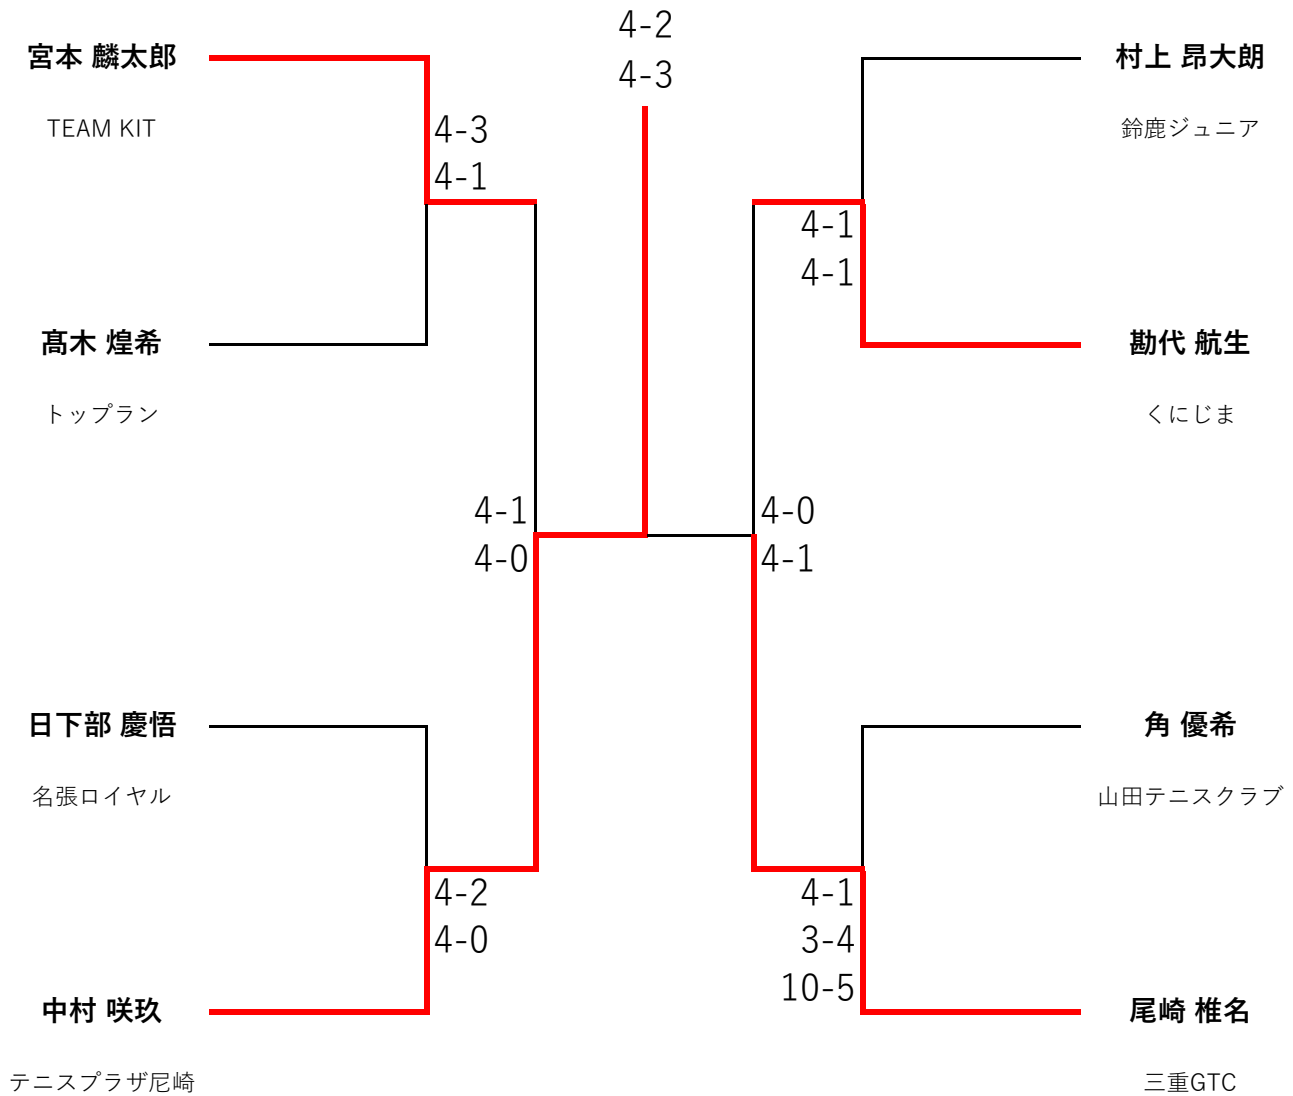 4-2
4-3
宮本 麟太郎
TEAM KIT
4-3
4-1
髙木 煌希
トップラン
4-1
4-0
日下部 慶悟
名張ロイヤル
4-2
4-0
中村 咲玖
テニスプラザ尼崎
村上 昂大朗
鈴鹿ジュニア
4-1
4-1
勘代 航生
くにじま
4-0
4-1
角 優希
山田テニスクラブ
4-1
3-4
10-5
尾崎 椎名
三重GTC